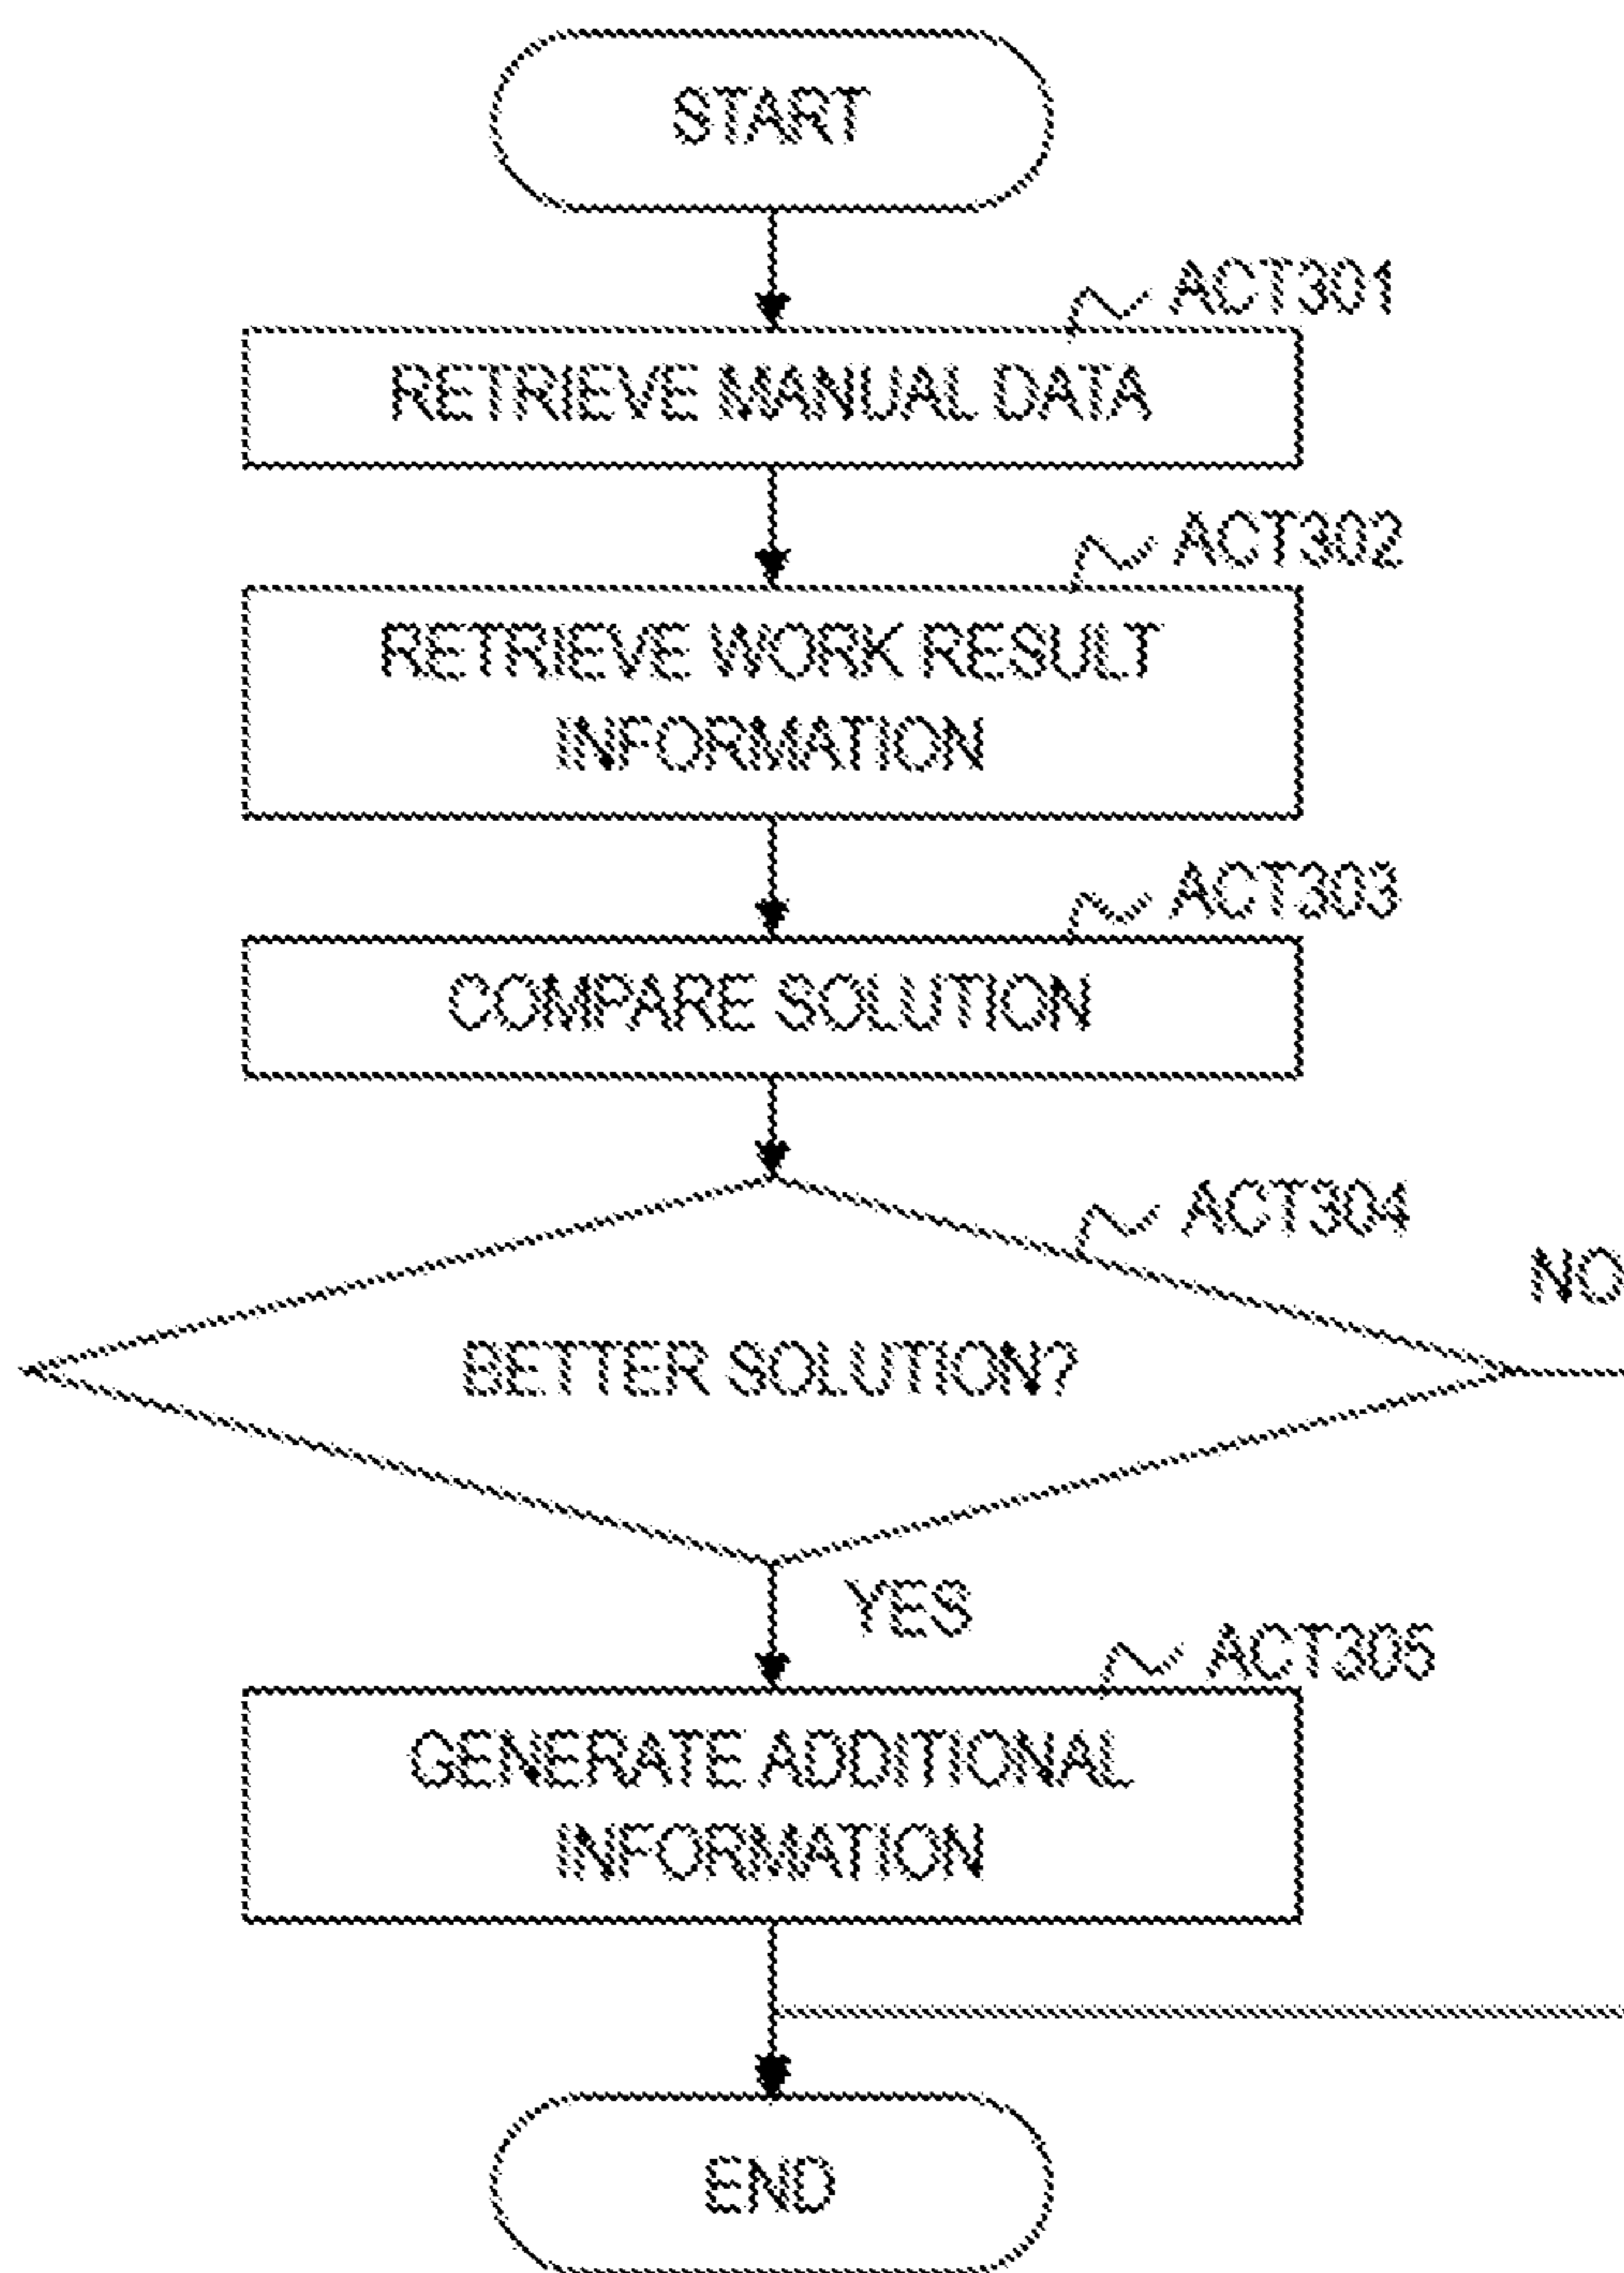 START
ACT301
RETRIEVE MANUAL DATA
ACT302
RETRIEVE WORK RESULT
INFORMATION
ACT303
COMPARE SOLUTION
ACT304
NO
BETTER SOLUTION?
YES
ACT305
GENERATE ADDITIONAL
INFORMATION
END